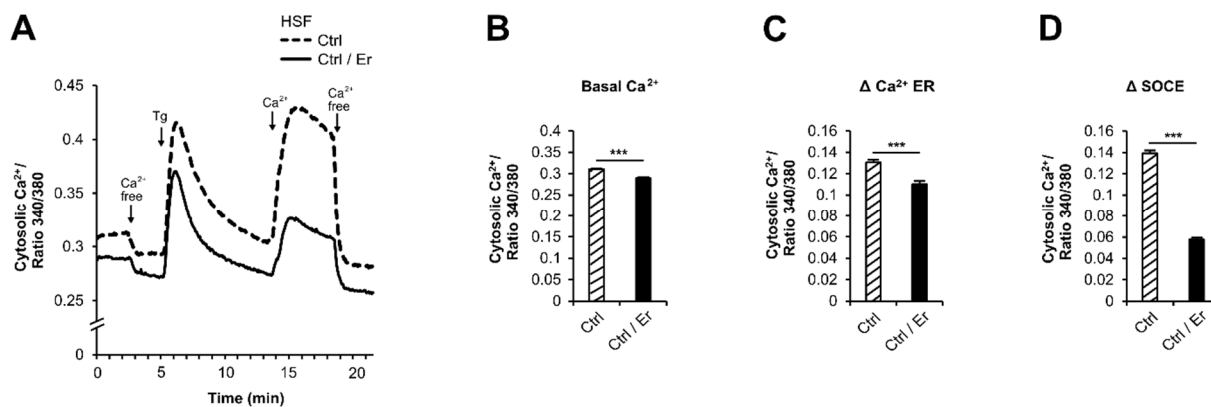 A
HSF
Ctrl
Ctrl / Er
Cytosolic Ca²⁺/
Ratio 340/380
0.45
0.4
0.35
0.3
0.25
0
Ca²⁺
free
Tg
Ca²⁺
Ca²⁺
free
0 5 10 15 20
Time (min)
B
Basal Ca²⁺
Cytosolic Ca²⁺/
Ratio 340/380
0.4
0.35
0.3
0.25
0.2
0.15
0.1
0.05
0
***
Ctrl
Ctrl / Er
C
Δ Ca²⁺ ER
Cytosolic Ca²⁺/
Ratio 340/380
0.16
0.14
0.12
0.1
0.08
0.06
0.04
0.02
0
***
Ctrl
Ctrl / Er
D
Δ SOCE
Cytosolic Ca²⁺/
Ratio 340/380
0.16
0.14
0.12
0.1
0.08
0.06
0.04
0.02
0
***
Ctrl
Ctrl / Er